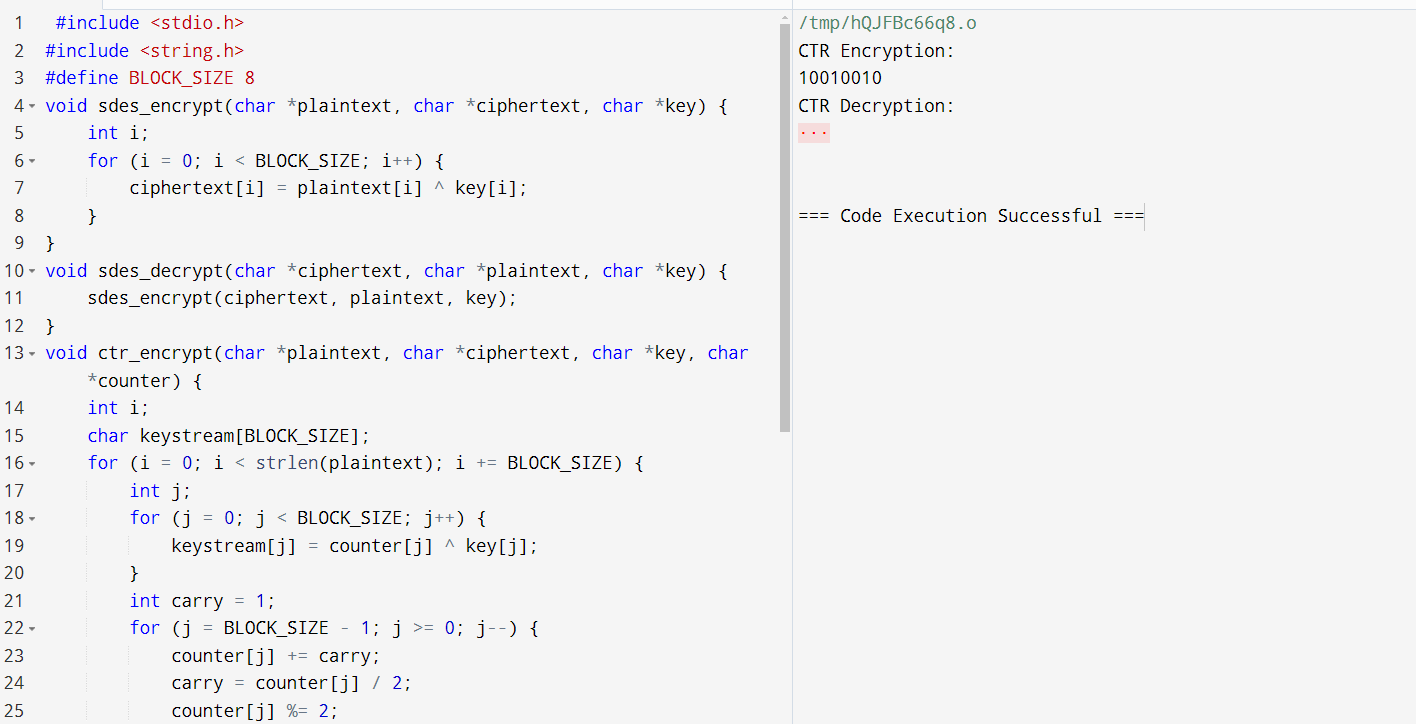 1 #include <stdio.h>
2 #include <string.h>
3 #define BLOCK_SIZE 8
4 void sdes_encrypt(char *plaintext, char *ciphertext, char *key) {
5 int i;
6 for (i = 0; i < BLOCK_SIZE; i++) {
7 ciphertext[i] = plaintext[i] ^ key[i];
8 }
9 }
10 void sdes_decrypt(char *ciphertext, char *plaintext, char *key) {
11 sdes_encrypt(ciphertext, plaintext, key);
12 }
13 void ctr_encrypt(char *plaintext, char *ciphertext, char *key, char
*counter) {
14 int i;
15 char keystream[BLOCK_SIZE];
16 for (i = 0; i < strlen(plaintext); i += BLOCK_SIZE) {
17 int j;
18 for (j = 0; j < BLOCK_SIZE; j++) {
19 keystream[j] = counter[j] ^ key[j];
20 }
21 int carry = 1;
22 for (j = BLOCK_SIZE - 1; j >= 0; j--) {
23 counter[j] += carry;
24 carry = counter[j] / 2;
25 counter[j] %= 2;
/tmp/hQJFBc66q8.o
CTR Encryption:
10010010
CTR Decryption:
...
=== Code Execution Successful ===